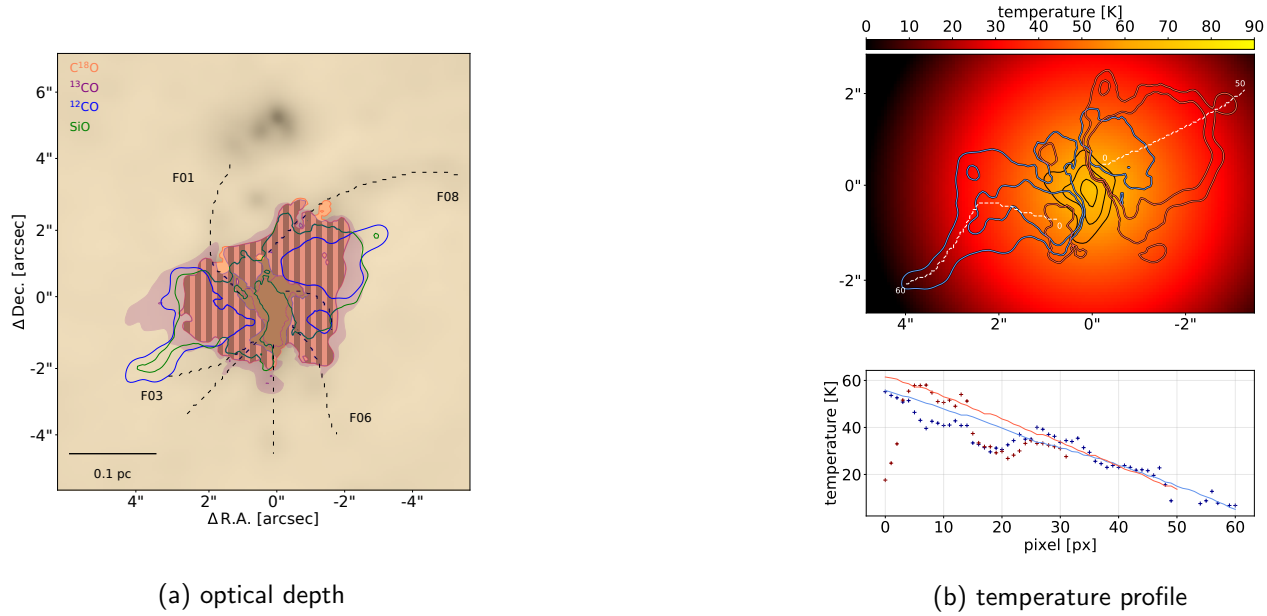 C¹⁸O
¹³CO
¹²CO
SiO
6"
4"
2"
0"
-2"
-4"
Δ Dec. [arcsec]
F01
F08
F03
F06
0.1 pc
4" 2" 0" -2" -4"
Δ R.A. [arcsec]
(a) optical depth
temperature [K]
0 10 20 30 40 50 60 70 80 90
2"
0"
-2"
50
0
0
60
4" 2" 0" -2"
temperature [K]
60
40
20
0 10 20 30 40 50 60
pixel [px]
(b) temperature profile